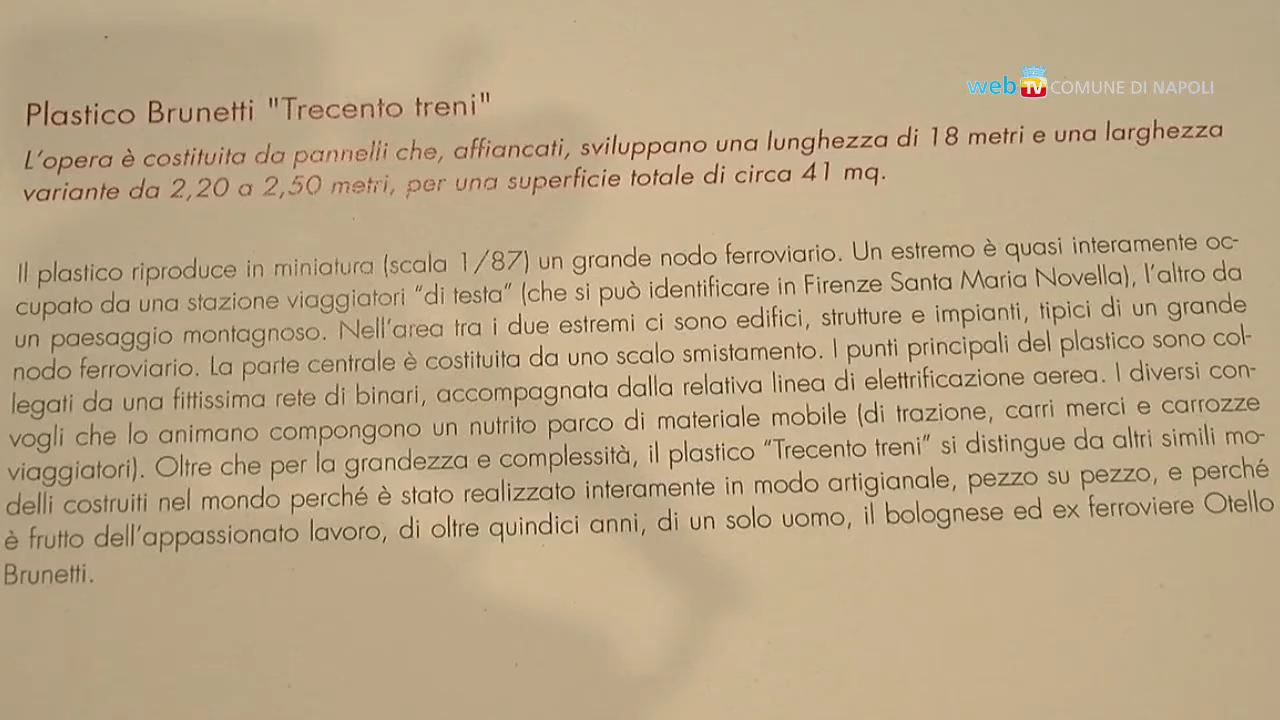 web TV COMUNE DI NAPOLI
Plastico Brunetti "Trecento treni"
L'opera è costituita da pannelli che, affiancati, sviluppano una lunghezza di 18 metri e una larghezza
variante da 2,20 a 2,50 metri, per una superficie totale di circa 41 mq.
Il plastico riproduce in miniatura (scala 1/87) un grande nodo ferroviario. Un estremo è quasi interamente oc-
cupato da una stazione viaggiatori “di testa” (che si può identificare in Firenze Santa Maria Novella), l'altro da
un paesaggio montagnoso. Nell'area tra i due estremi ci sono edifici, strutture e impianti, tipici di un grande
nodo ferroviario. La parte centrale è costituita da uno scalo smistamento. I punti principali del plastico sono col-
legati da una fittissima rete di binari, accompagnata dalla relativa linea di elettrificazione aerea. I diversi con-
vogli che lo animano compongono un nutrito parco di materiale mobile (di trazione, carri merci e carrozze
viaggiatori). Oltre che per la grandezza e complessità, il plastico “Trecento treni” si distingue da altri simili mo-
delli costruiti nel mondo perché è stato realizzato interamente in modo artigianale, pezzo su pezzo, e perché
è frutto dell'appassionato lavoro, di oltre quindici anni, di un solo uomo, il bolognese ed ex ferroviere Otello
Brunetti.